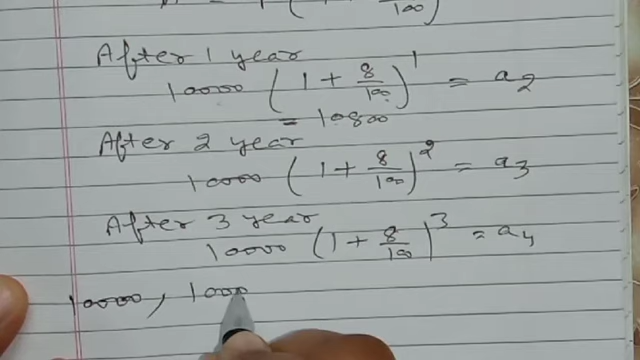 After 1 year
10000 (1 + 8/100)^1 = a2
= 10800
After 2 year
10000 (1 + 8/100)^2 = a3
After 3 year
10000 (1 + 8/100)^3 = a4
10000, 1000